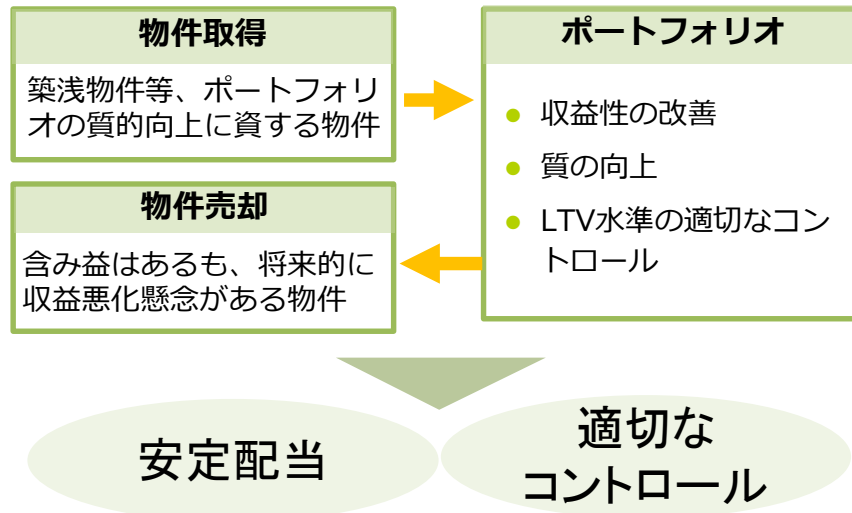 物件取得
築浅物件等、ポートフォリ
オの質的向上に資する物件
物件売却
含み益はあるも、将来的に
収益悪化懸念がある物件
ポートフォリオ
● 収益性の改善
● 質の向上
● LTV水準の適切なコン
トロール
安定配当
適切な
コントロール